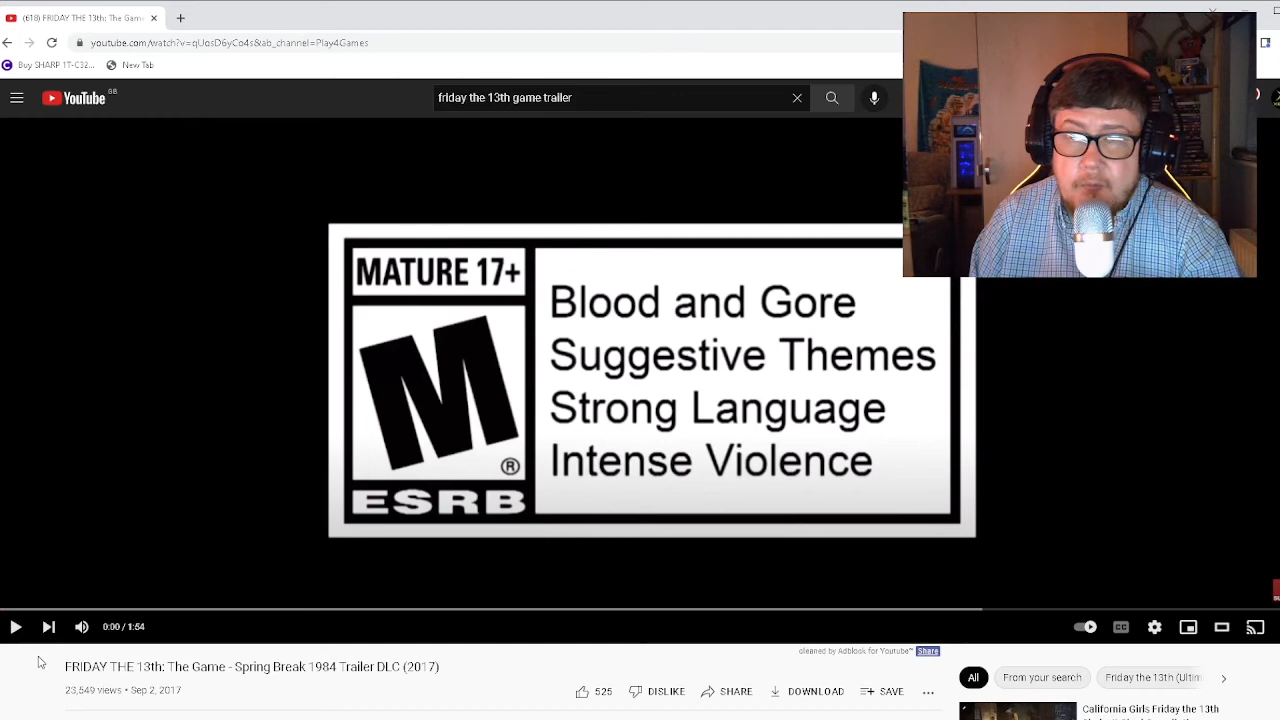 (618) FRIDAY THE 13th: The Gam
youtube.com/watch?v=qUosD6yCo4s&ab_channel=Play4Games
Buy SHARP 1T-C32... New Tab
YouTube GB
friday the 13th game trailer
MATURE 17+
M
®
ESRB
Blood and Gore
Suggestive Themes
Strong Language
Intense Violence
0:00 / 1:54
CC
cleaned by Adblock for Youtube™ Share
FRIDAY THE 13th: The Game - Spring Break 1984 Trailer DLC (2017)
23,549 views • Sep 2, 2017
525 DISLIKE SHARE DOWNLOAD SAVE ...
All From your search Friday the 13th (Ultim
California Girls Friday the 13th